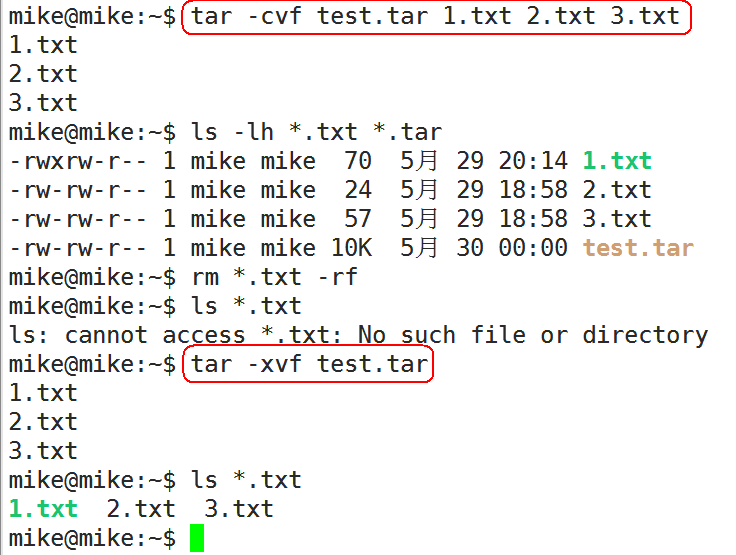 mike@mike:~$ tar -cvf test.tar 1.txt 2.txt 3.txt
1.txt
2.txt
3.txt
mike@mike:~$ ls -lh *.txt *.tar
-rwxrw-r-- 1 mike mike  70  5月 29 20:14 1.txt
-rw-rw-r-- 1 mike mike  24  5月 29 18:58 2.txt
-rw-rw-r-- 1 mike mike  57  5月 29 18:58 3.txt
-rw-rw-r-- 1 mike mike 10K  5月 30 00:00 test.tar
mike@mike:~$ rm *.txt -rf
mike@mike:~$ ls *.txt
ls: cannot access *.txt: No such file or directory
mike@mike:~$ tar -xvf test.tar
1.txt
2.txt
3.txt
mike@mike:~$ ls *.txt
1.txt  2.txt  3.txt
mike@mike:~$